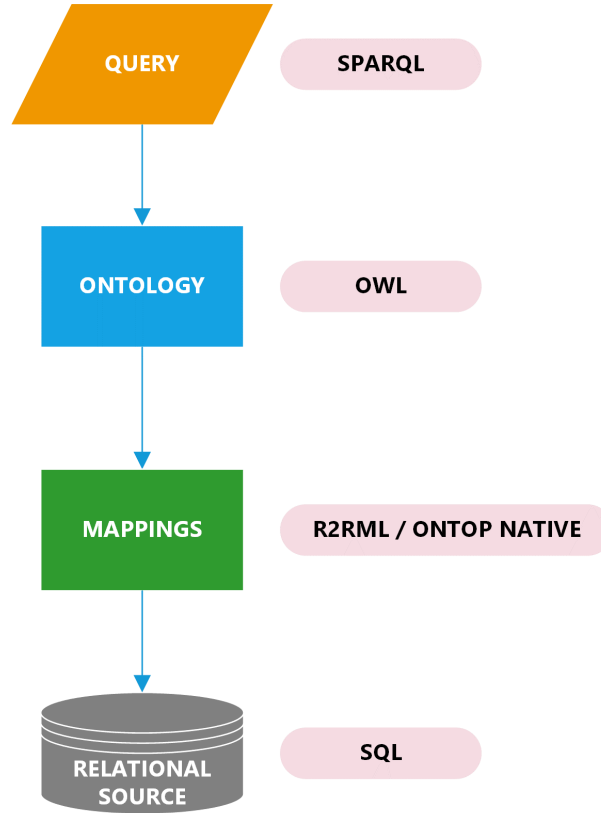 QUERY
SPARQL
ONTOLOGY
OWL
MAPPINGS
R2RML / ONTOP NATIVE
RELATIONAL
SOURCE
SQL